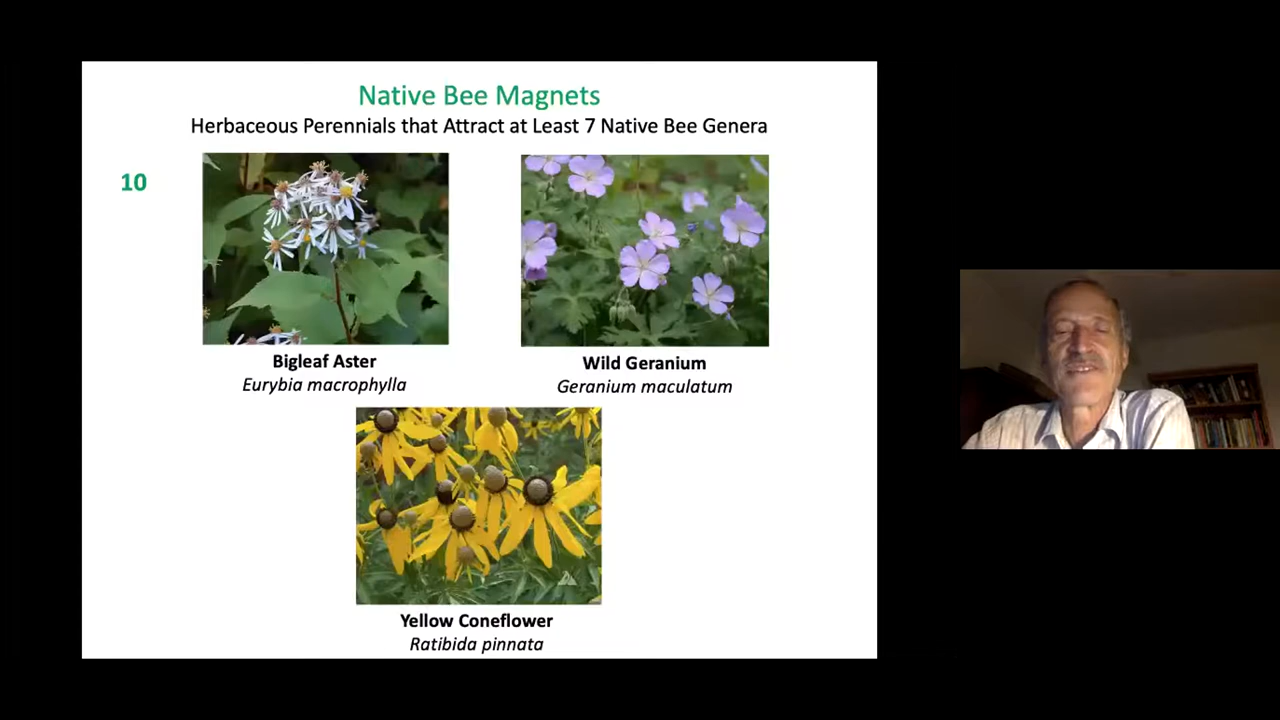 Native Bee Magnets
Herbaceous Perennials that Attract at Least 7 Native Bee Genera
10
Bigleaf Aster
Eurybia macrophylla
Wild Geranium
Geranium maculatum
Yellow Coneflower
Ratibida pinnata